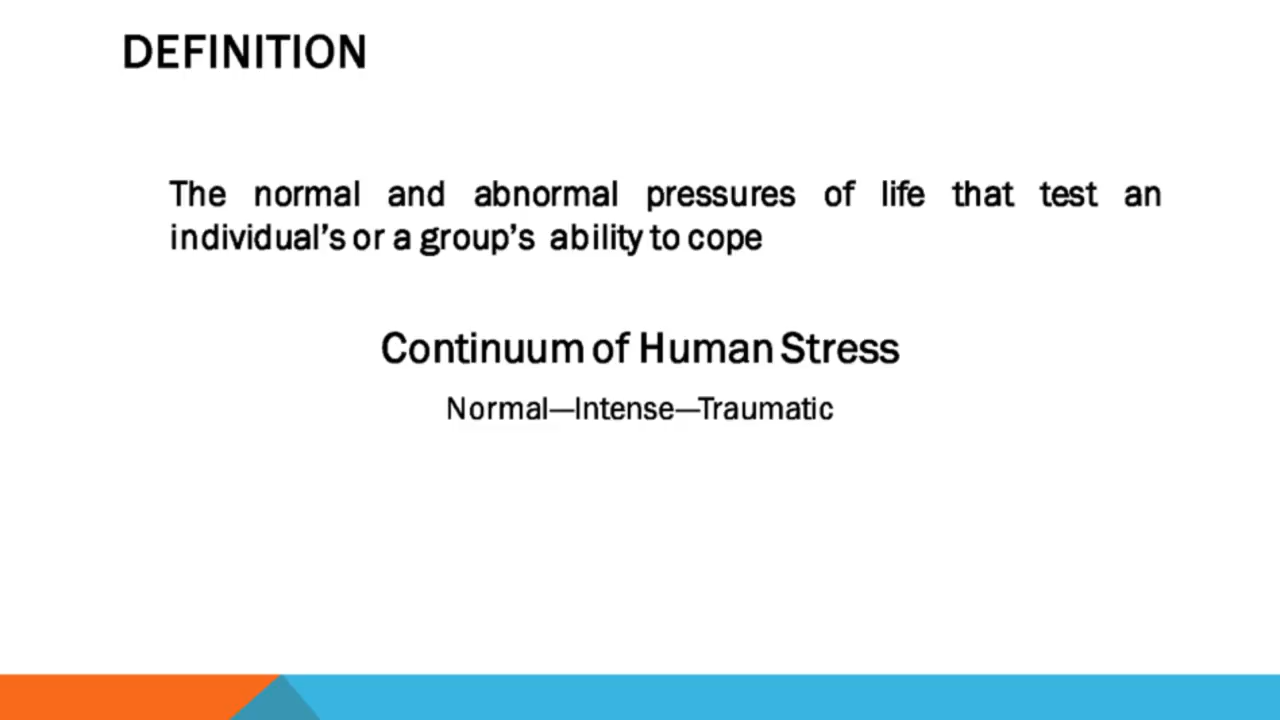 DEFINITION
The normal and abnormal pressures of life that test an
individual’s or a group’s ability to cope
Continuum of Human Stress
Normal—Intense—Traumatic